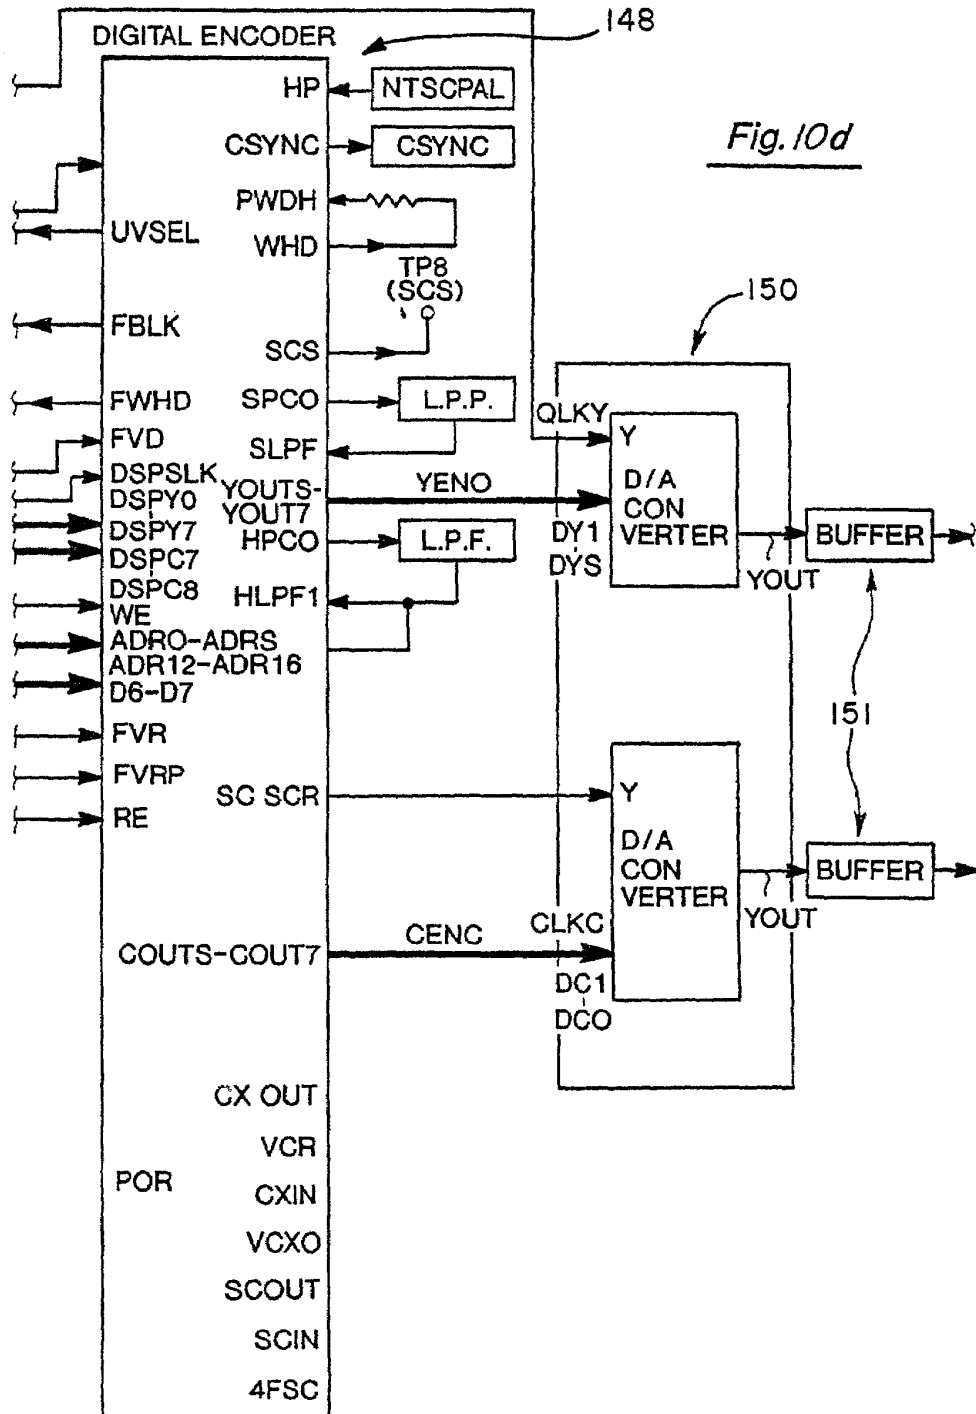 DIGITAL ENCODER
148
Fig. 10d
HP
NTSCPAL
CSYNC
CSYNC
PWDH
UVSEL
WHD
TP8
(SCS)
150
FBLK
SCS
FWHD
SPCO
L.P.P.
QLKY
Y
FVD
SLPF
DSPSLK
YOUTS-
YENO
D/A
DSPY0
YOUT7
CON
DSPY7
HPCO
L.P.F.
DY1
VERTER
BUFFER
DSPC7
DYS
YOUT
DSPC8
HLPF1
WE
ADR0-ADRS
ADR12-ADR16
D6-D7
151
FVR
FVRP
SC SCR
Y
RE
D/A
CON
VERTER
BUFFER
YOUT
COUTS-COUT7
CENC
CLKC
DC1
DCO
CX OUT
VCR
POR
CXIN
VCXO
SCOUT
SCIN
4FSC